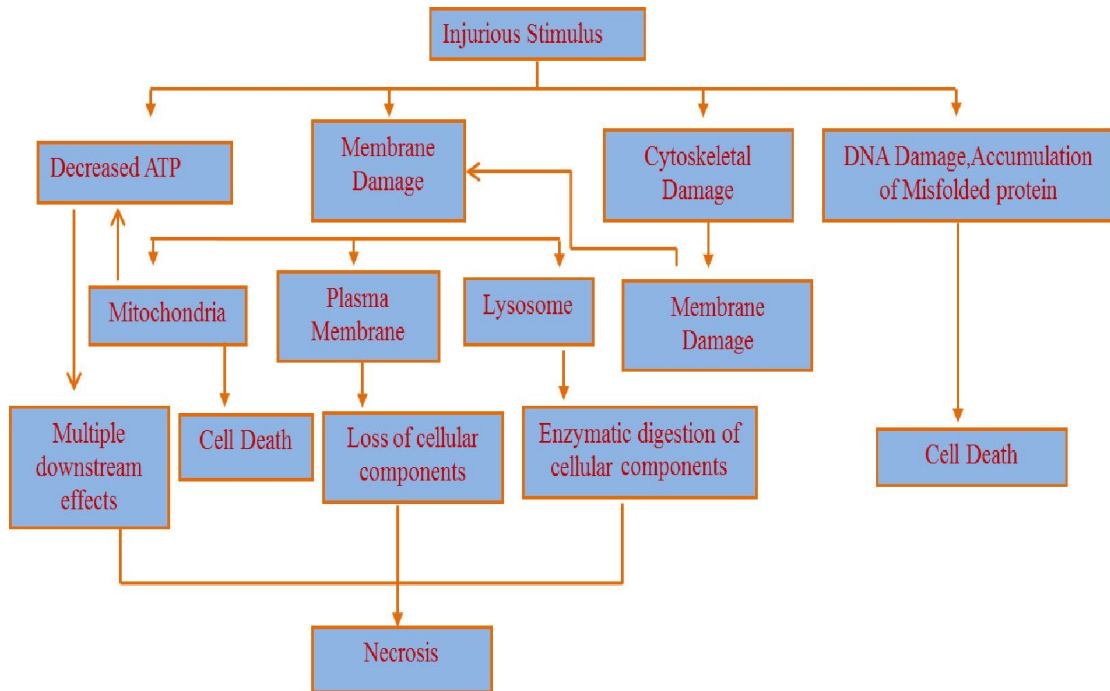 Injurious Stimulus
Decreased ATP
Membrane
Damage
Cytoskeletal
Damage
DNA Damage,Accumulation
of Misfolded protein
Mitochondria
Plasma
Membrane
Lysosome
Membrane
Damage
Multiple
downstream
effects
Cell Death
Loss of cellular
components
Enzymatic digestion of
cellular components
Cell Death
Necrosis